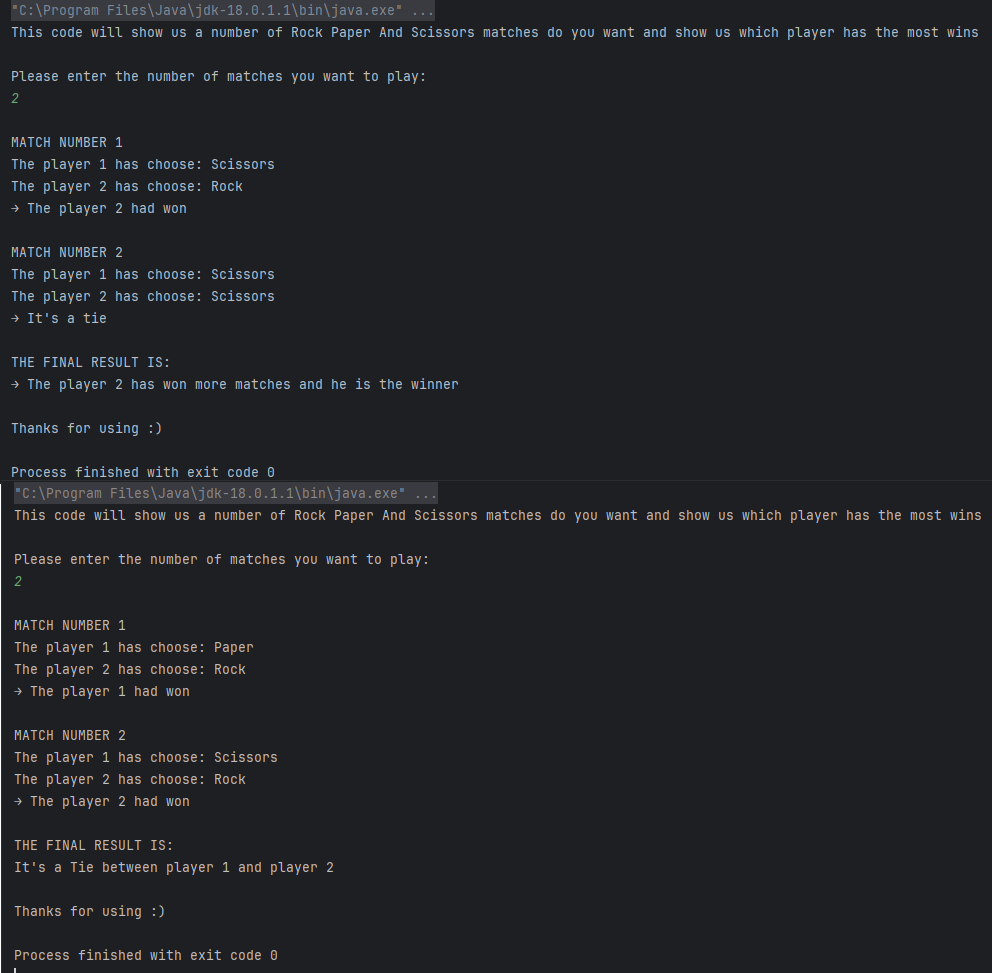 "C:\Program Files\Java\jdk-18.0.1.1\bin\java.exe" ...
This code will show us a number of Rock Paper And Scissors matches do you want and show us which player has the most wins
Please enter the number of matches you want to play:
2
MATCH NUMBER 1
The player 1 has choose: Scissors
The player 2 has choose: Rock
→ The player 2 had won
MATCH NUMBER 2
The player 1 has choose: Scissors
The player 2 has choose: Scissors
→ It's a tie
THE FINAL RESULT IS:
→ The player 2 has won more matches and he is the winner
Thanks for using :)
Process finished with exit code 0
"C:\Program Files\Java\jdk-18.0.1.1\bin\java.exe" ...
This code will show us a number of Rock Paper And Scissors matches do you want and show us which player has the most wins
Please enter the number of matches you want to play:
2
MATCH NUMBER 1
The player 1 has choose: Paper
The player 2 has choose: Rock
→ The player 1 had won
MATCH NUMBER 2
The player 1 has choose: Scissors
The player 2 has choose: Rock
→ The player 2 had won
THE FINAL RESULT IS:
It's a Tie between player 1 and player 2
Thanks for using :)
Process finished with exit code 0